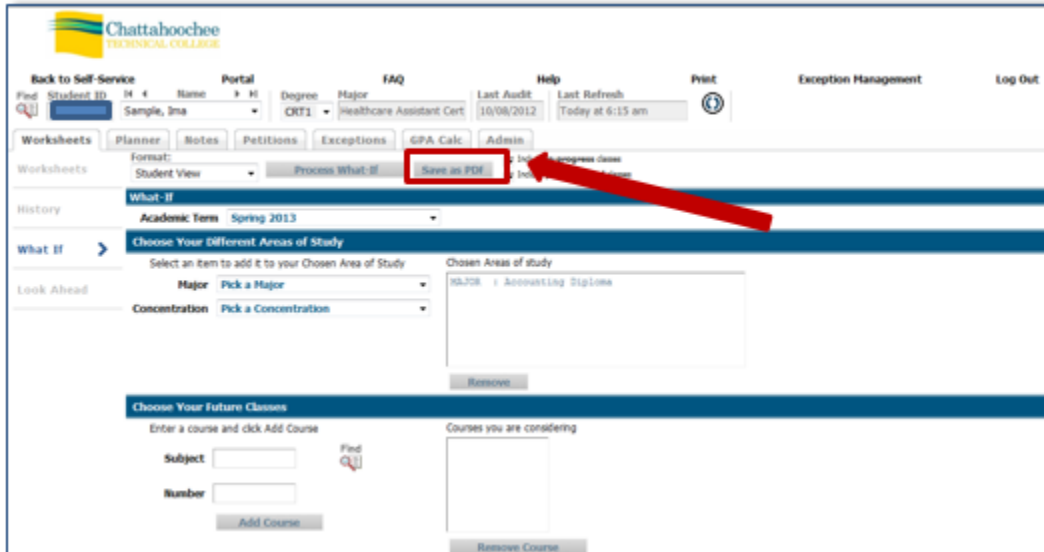 Chattahoochee
TECHNICAL COLLEGE
Back to Self-Service Portal FAQ Help Print Exception Management Log Out
Find Student ID Name Degree Major Last Audit Last Refresh
Sample, Ima CRT1 Healthcare Assistant Cert 10/08/2012 Today at 6:15 am
Worksheets Planner Notes Petitions Exceptions GPA Calc Admin
Worksheets
Format:
Student View Process What-If Save as PDF
in-progress classes
History
What-If
Academic Term Spring 2013
What If
Choose Your Different Areas of Study
Select an item to add it to your Chosen Area of Study Chosen Areas of study
Look Ahead
Major Pick a Major MAJOR : Accounting Diploma
Concentration Pick a Concentration
Remove
Choose Your Future Classes
Enter a course and click Add Course Courses you are considering
Subject Find
Number
Add Course
Remove Course